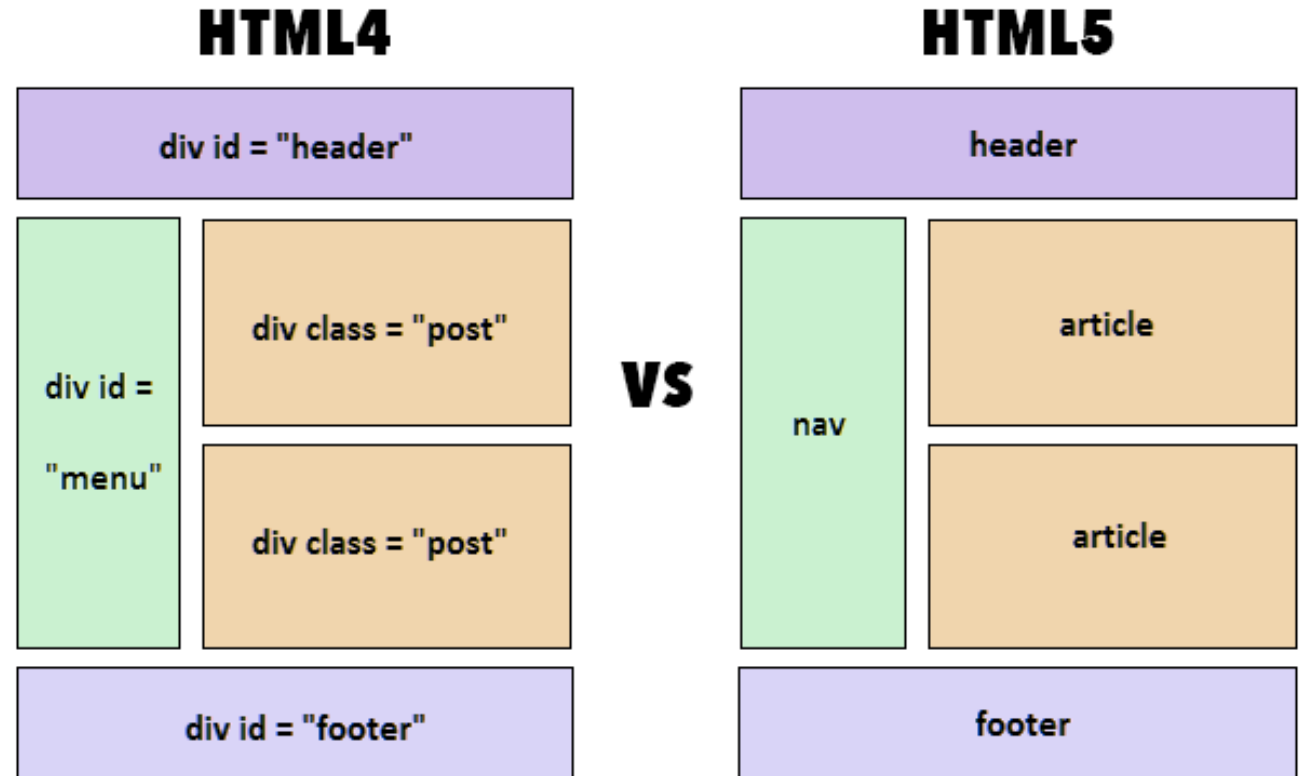 HTML4
div id = "header"
div id =
"menu"
div class = "post"
div class = "post"
div id = "footer"
VS
HTML5
header
nav
article
article
footer